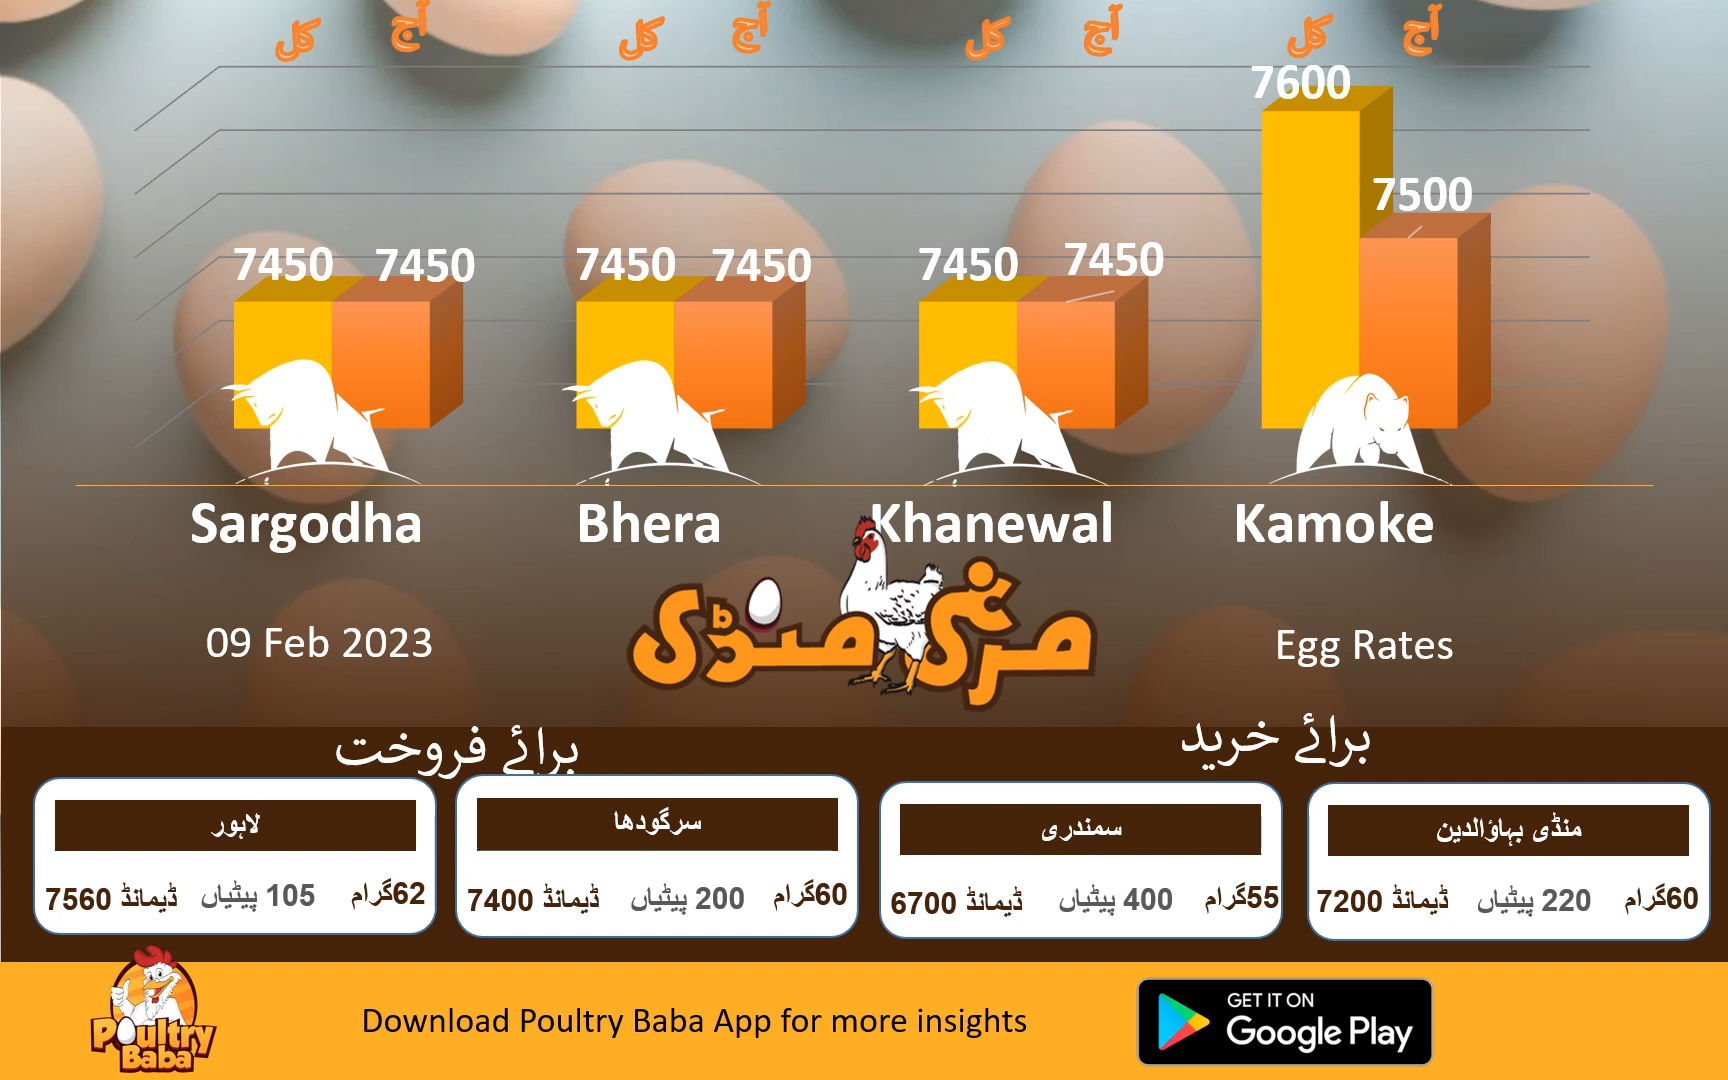 کل
آج
کل
آج
کل
آج
کل
آج
7450
7450
7450
7450
7450
7450
7600
7500
Sargodha
Bhera
Khanewal
Kamoke
09 Feb 2023
مرغی منڈی
Egg Rates
برائے فروخت
برائے خرید
لاہور
62گرام 105 پیٹیاں ڈیمانڈ 7560
سرگودھا
60گرام 200 پیٹیاں ڈیمانڈ 7400
سمندری
55گرام 400 پیٹیاں ڈیمانڈ 6700
منڈی بہاؤالدین
60گرام 220 پیٹیاں ڈیمانڈ 7200
Poultry
Baba
Download Poultry Baba App for more insights
GET IT ON
Google Play